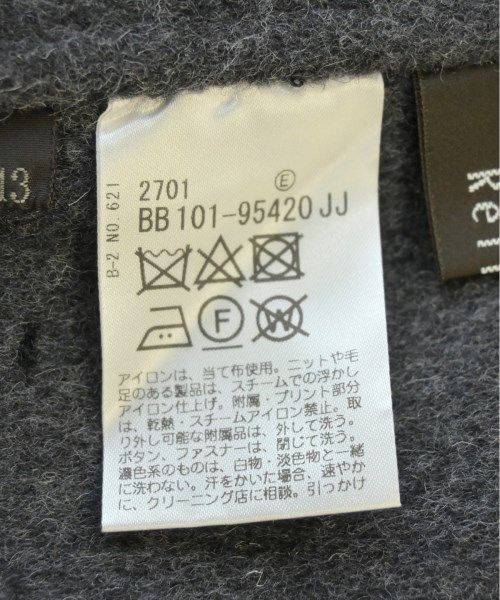 13
B-2 NO.621
2701 E
BB 101-95420 JJ
F W
アイロンは、当て布使用。ニットや毛
足のある製品は、スチームでの浮かし
アイロン仕上げ。附属・プリント部分
は、乾熱・スチームアイロン禁止。取
り外し可能な附属品は、外して洗う。
ボタン、ファスナーは、閉じて洗う。
濃色系のものは、白物・淡色物と一緒
に洗わない。汗をかいた場合、速やか
に、クリーニング店に相談。引っかけ